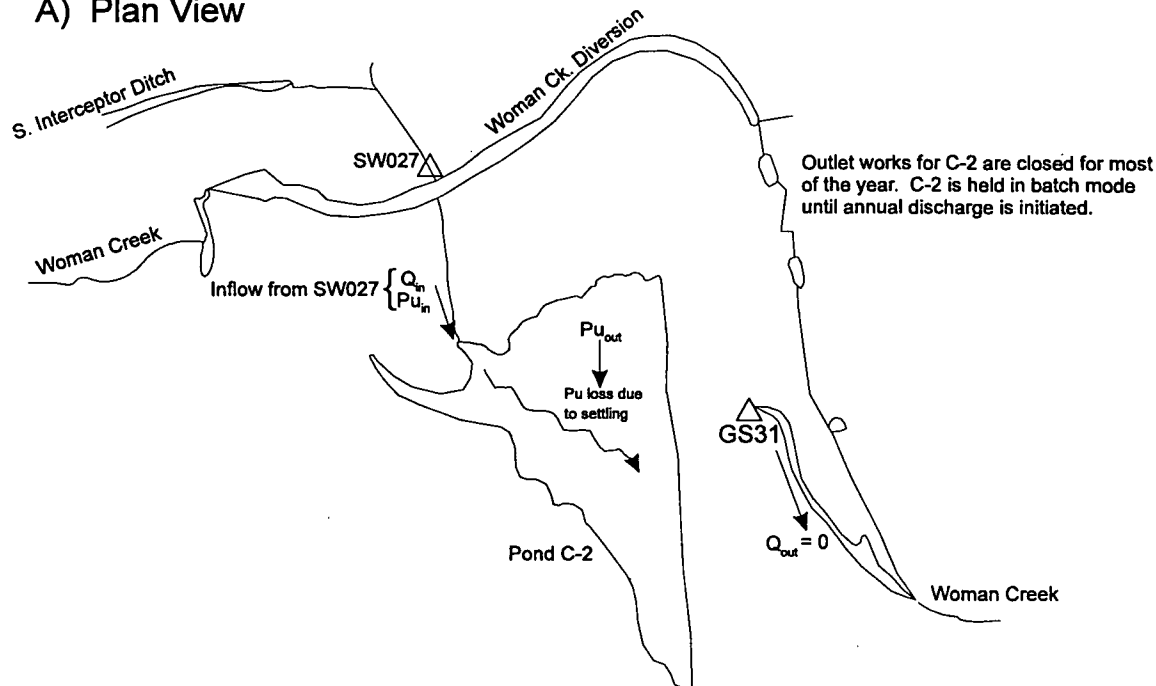 A) Plan View
S. Interceptor Ditch
Woman Ck. Diversion
SW027
Outlet works for C-2 are closed for most
of the year. C-2 is held in batch mode
until annual discharge is initiated.
Woman Creek
Inflow from SW027 { Qin
Puin
Puout
Pu loss due
to settling
GS31
Qout = 0
Pond C-2
Woman Creek